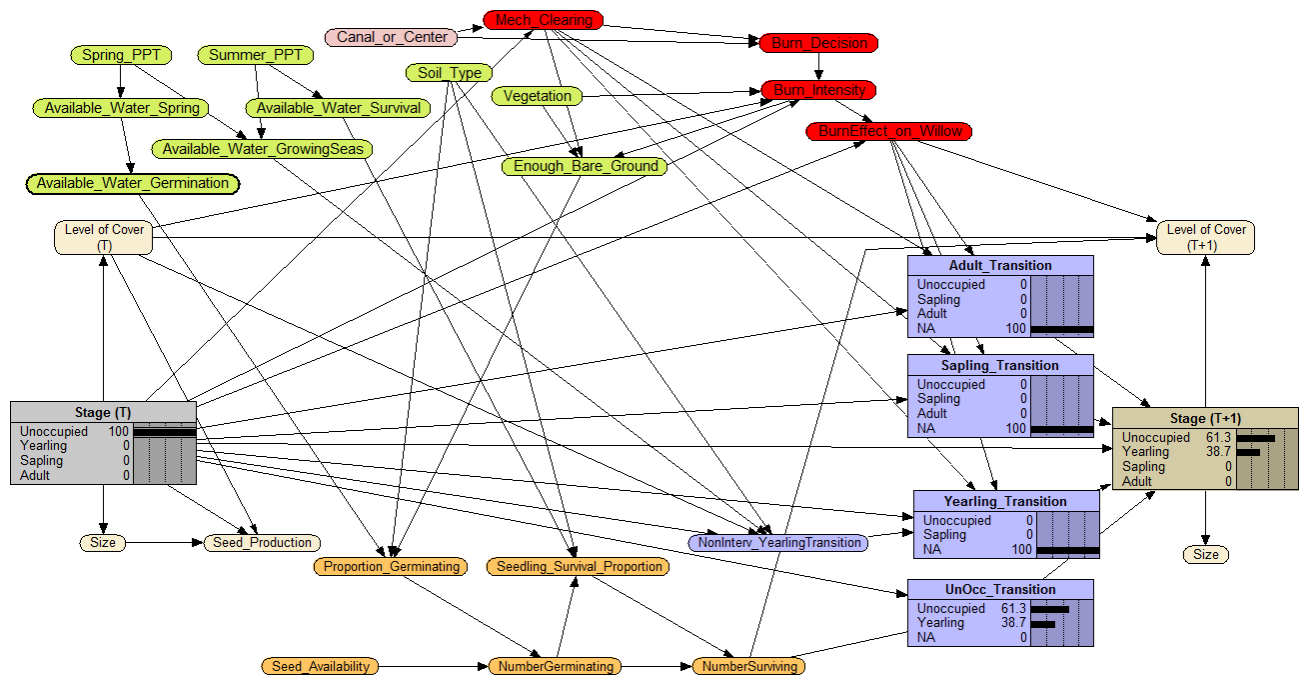 Mech_Clearing
Canal_or_Center
Burn_Decision
Spring_PPT
Summer_PPT
Soil_Type
Vegetation
Burn_Intensity
Available_Water_Spring
Available_Water_Survival
BurnEffect_on_Willow
Available_Water_GrowingSeas
Enough_Bare_Ground
Available_Water_Germination
Level of Cover
(T)
Level of Cover
(T+1)
Adult_Transition
Unoccupied 0
Sapling 0
Adult 0
NA 100
Sapling_Transition
Unoccupied 0
Sapling 0
Adult 0
NA 100
Stage (T)
Unoccupied 100
Yearling 0
Sapling 0
Adult 0
Stage (T+1)
Unoccupied 61.3
Yearling 38.7
Sapling 0
Adult 0
Yearling_Transition
Unoccupied 0
Sapling 0
NA 100
Size
Seed_Production
NonInterv_YearlingTransition
Size
Proportion_Germinating
Seedling_Survival_Proportion
UnOcc_Transition
Unoccupied 61.3
Yearling 38.7
NA 0
Seed_Availability
NumberGerminating
NumberSurviving